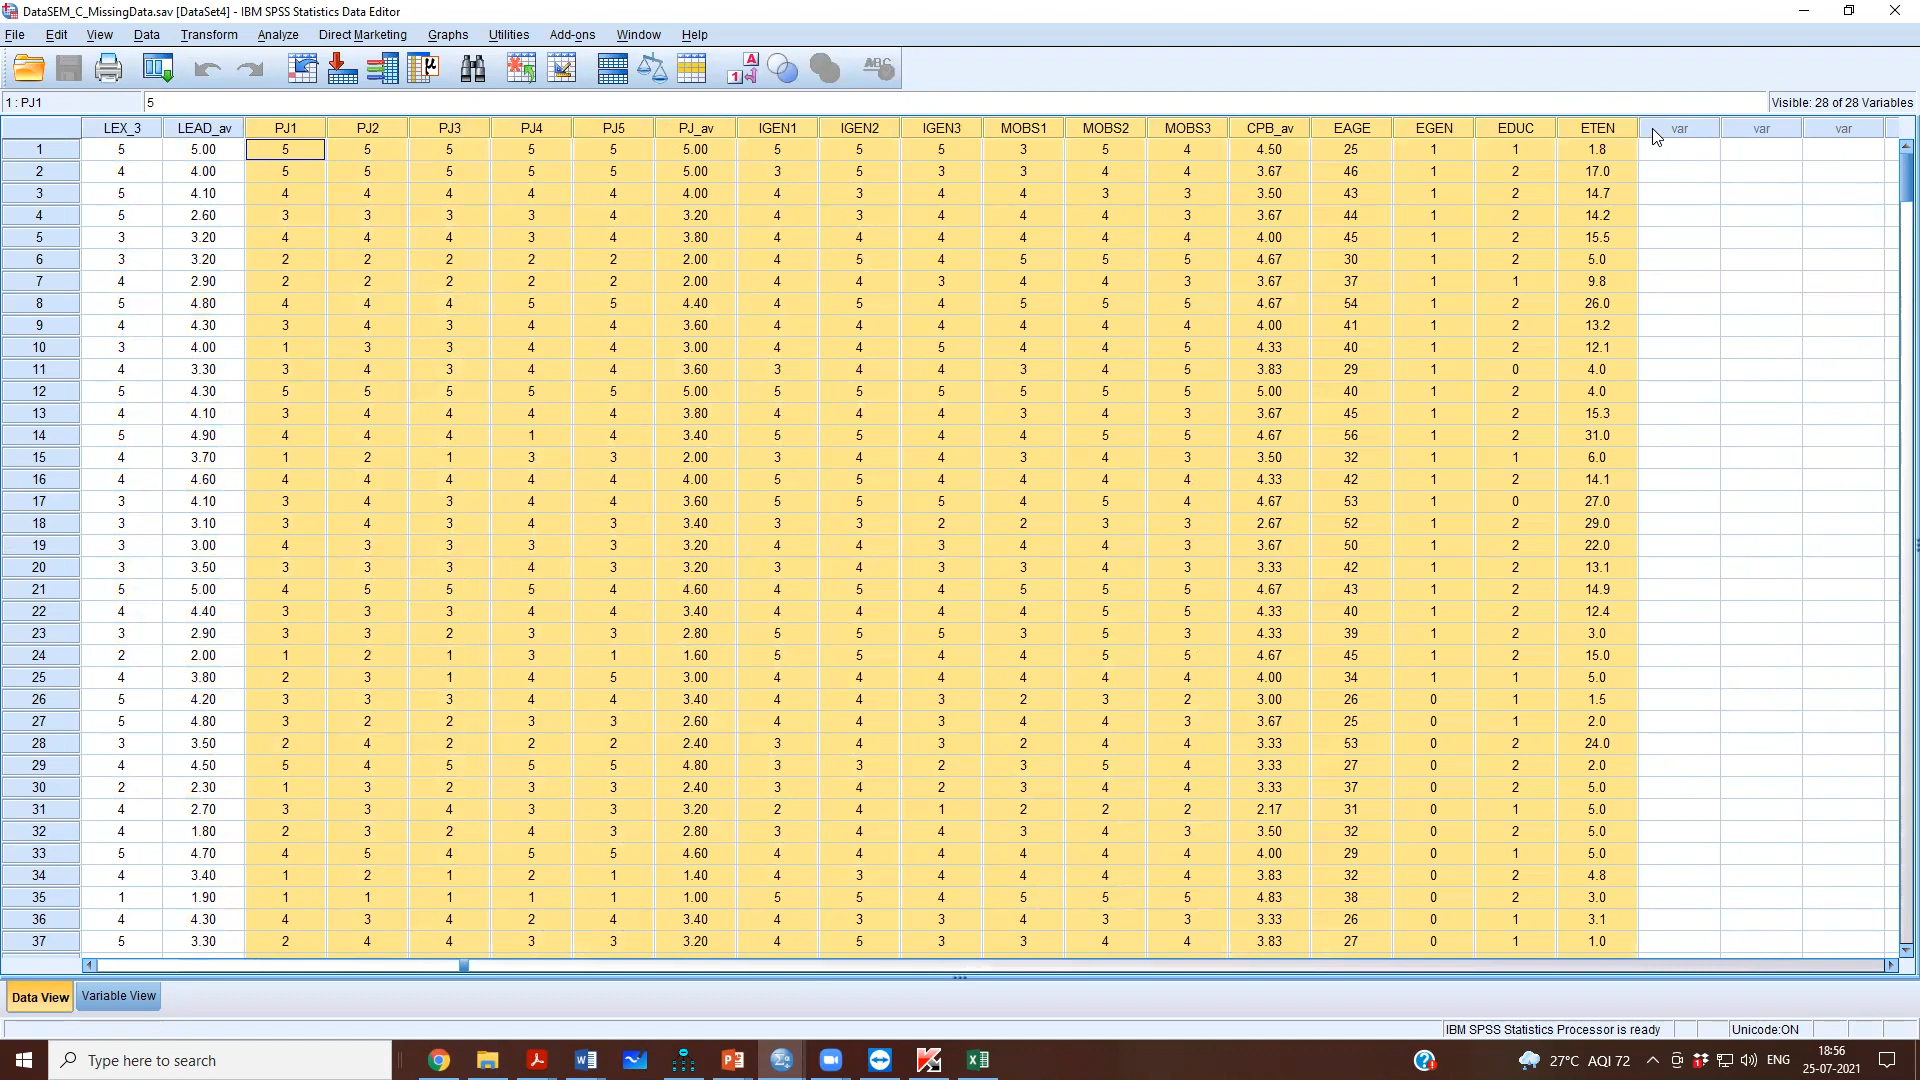 DataSEM_C_MissingData.sav [DataSet4] - IBM SPSS Statistics Data Editor
File Edit View Data Transform Analyze Direct Marketing Graphs Utilities Add-ons Window Help
1 : PJ1 5 Visible: 28 of 28 Variables
LEX_3 LEAD_av PJ1 PJ2 PJ3 PJ4 PJ5 PJ_av IGEN1 IGEN2 IGEN3 MOBS1 MOBS2 MOBS3 CPB_av EAGE EGEN EDUC ETEN var var var
1 5 5.00 5 5 5 5 5 5.00 5 5 5 3 5 4 4.50 25 1 1 1.8
2 4 4.00 5 5 5 5 5 5.00 3 5 3 3 4 4 3.67 46 1 2 17.0
3 5 4.10 4 4 4 4 4 4.00 4 3 4 4 3 3 3.50 43 1 2 14.7
4 5 2.60 3 3 3 3 4 3.20 4 3 4 4 4 3 3.67 44 1 2 14.2
5 3 3.20 4 4 4 3 4 3.80 4 4 4 4 4 4 4.00 45 1 2 15.5
6 3 3.20 2 2 2 2 2 2.00 4 5 4 5 5 5 4.67 30 1 2 5.0
7 4 2.90 2 2 2 2 2 2.00 4 4 3 4 4 3 3.67 37 1 1 9.8
8 5 4.80 4 4 4 5 5 4.40 4 5 4 5 5 5 4.67 54 1 2 26.0
9 4 4.30 3 4 3 4 4 3.60 4 4 4 4 4 4 4.00 41 1 2 13.2
10 3 4.00 1 3 3 4 4 3.00 4 4 5 4 4 5 4.33 40 1 2 12.1
11 4 3.30 3 4 3 4 4 3.60 3 4 4 3 4 5 3.83 29 1 0 4.0
12 5 4.30 5 5 5 5 5 5.00 5 5 5 5 5 5 5.00 40 1 2 4.0
13 4 4.10 3 4 4 4 4 3.80 4 4 4 3 4 3 3.67 45 1 2 15.3
14 5 4.90 4 4 4 1 4 3.40 5 5 4 4 5 5 4.67 56 1 2 31.0
15 4 3.70 1 2 1 3 3 2.00 3 4 4 3 4 3 3.50 32 1 1 6.0
16 4 4.60 4 4 4 4 4 4.00 5 5 4 4 4 4 4.33 42 1 2 14.1
17 3 4.10 3 4 3 4 4 3.60 5 5 5 4 5 4 4.67 53 1 0 27.0
18 3 3.10 3 4 3 4 3 3.40 3 3 2 2 3 3 2.67 52 1 2 29.0
19 3 3.00 4 3 3 3 3 3.20 4 4 3 4 4 3 3.67 50 1 2 22.0
20 3 3.50 3 3 3 4 3 3.20 3 4 3 3 4 3 3.33 42 1 2 13.1
21 5 5.00 4 5 5 5 4 4.60 4 5 4 5 5 5 4.67 43 1 2 14.9
22 4 4.40 3 3 3 4 4 3.40 4 4 4 4 5 5 4.33 40 1 2 12.4
23 3 2.90 3 3 2 3 3 2.80 5 5 5 3 5 3 4.33 39 1 2 3.0
24 2 2.00 1 2 1 3 1 1.60 5 5 4 4 5 5 4.67 45 1 2 15.0
25 4 3.80 2 3 1 4 5 3.00 4 4 4 4 4 4 4.00 34 1 1 5.0
26 5 4.20 3 3 3 4 4 3.40 4 4 3 2 3 2 3.00 26 0 1 1.5
27 5 4.80 3 2 2 3 3 2.60 4 4 3 4 4 3 3.67 25 0 1 2.0
28 3 3.50 2 4 2 2 2 2.40 3 4 3 2 4 4 3.33 53 0 2 24.0
29 4 4.50 5 4 5 5 5 4.80 3 3 2 3 5 4 3.33 27 0 2 2.0
30 2 2.30 1 3 2 3 3 2.40 3 4 2 3 4 4 3.33 37 0 2 5.0
31 4 2.70 3 3 4 3 3 3.20 2 4 1 2 2 2 2.17 31 0 1 5.0
32 4 1.80 2 3 2 4 3 2.80 3 4 4 3 4 3 3.50 32 0 2 5.0
33 5 4.70 4 5 4 5 5 4.60 4 4 4 4 4 4 4.00 29 0 1 5.0
34 4 3.40 1 2 1 2 1 1.40 4 3 4 4 4 4 3.83 32 0 2 4.8
35 1 1.90 1 1 1 1 1 1.00 5 5 4 5 5 5 4.83 38 0 2 3.0
36 4 4.30 4 3 4 2 4 3.40 4 3 3 4 3 3 3.33 26 0 1 3.1
37 5 3.30 2 4 4 3 3 3.20 4 5 3 3 4 4 3.83 27 0 1 1.0
Data View Variable View
IBM SPSS Statistics Processor is ready Unicode:ON
Type here to search 27°C AQI 72 ENG 18:56
25-07-2021